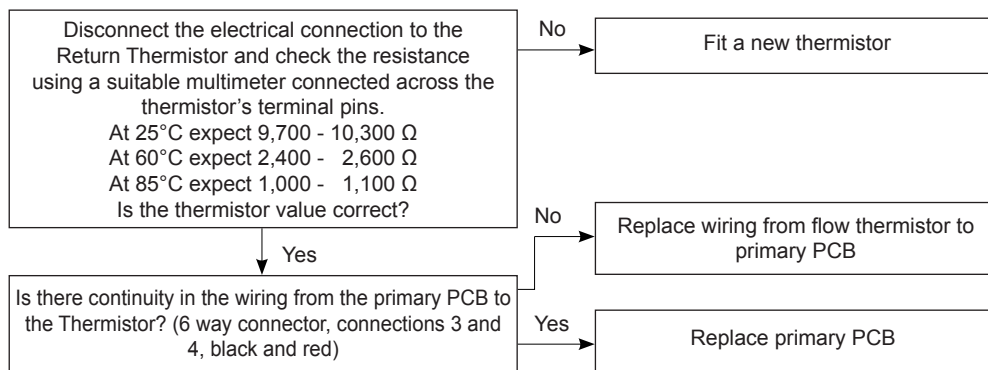 Disconnect the electrical connection to the
Return Thermistor and check the resistance
using a suitable multimeter connected across the
thermistor's terminal pins.
At 25°C expect 9,700 - 10,300 Ω
At 60°C expect 2,400 - 2,600 Ω
At 85°C expect 1,000 - 1,100 Ω
Is the thermistor value correct?
No
Fit a new thermistor
Yes
Is there continuity in the wiring from the primary PCB to
the Thermistor? (6 way connector, connections 3 and
4, black and red)
No
Replace wiring from flow thermistor to
primary PCB
Yes
Replace primary PCB